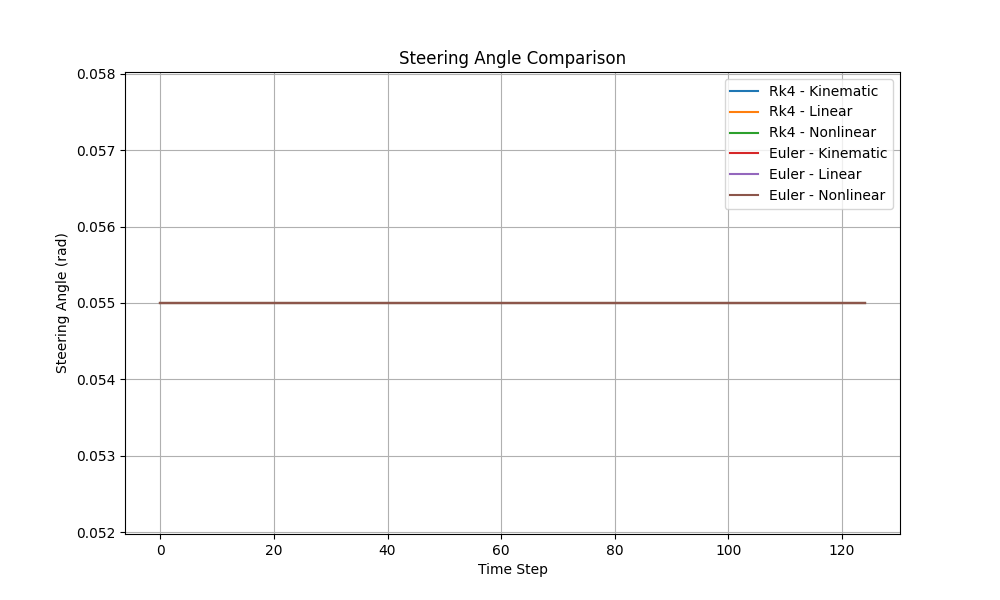 Steering Angle Comparison
0.058
0.057
0.056
0.055
0.054
0.053
0.052
Steering Angle (rad)
Rk4 - Kinematic
Rk4 - Linear
Rk4 - Nonlinear
Euler - Kinematic
Euler - Linear
Euler - Nonlinear
0 20 40 60 80 100 120
Time Step